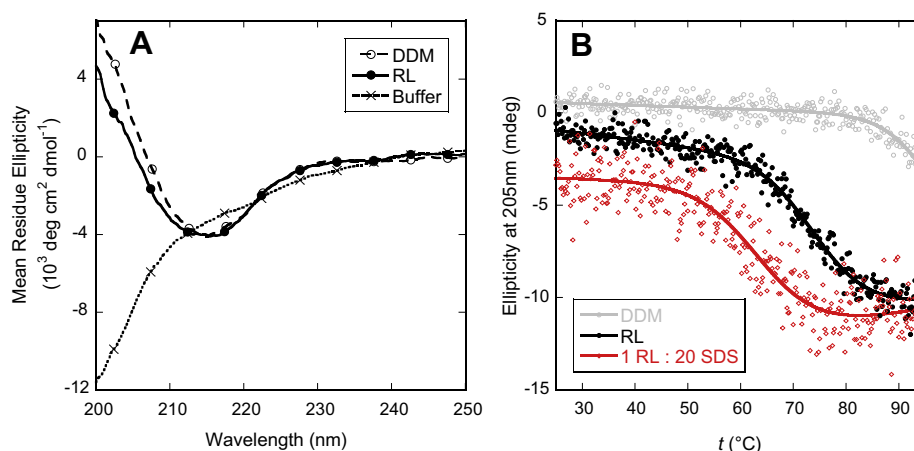 A
DDM
RL
Buffer
4
0
-4
-8
-12
200 210 220 230 240 250
Wavelength (nm)
Mean Residue Ellipticity
(10³ deg cm² dmol⁻¹)
B
5
0
-5
-10
-15
DDM
RL
1 RL : 20 SDS
30 40 50 60 70 80 90
t (°C)
Ellipticity at 205nm (mdeg)